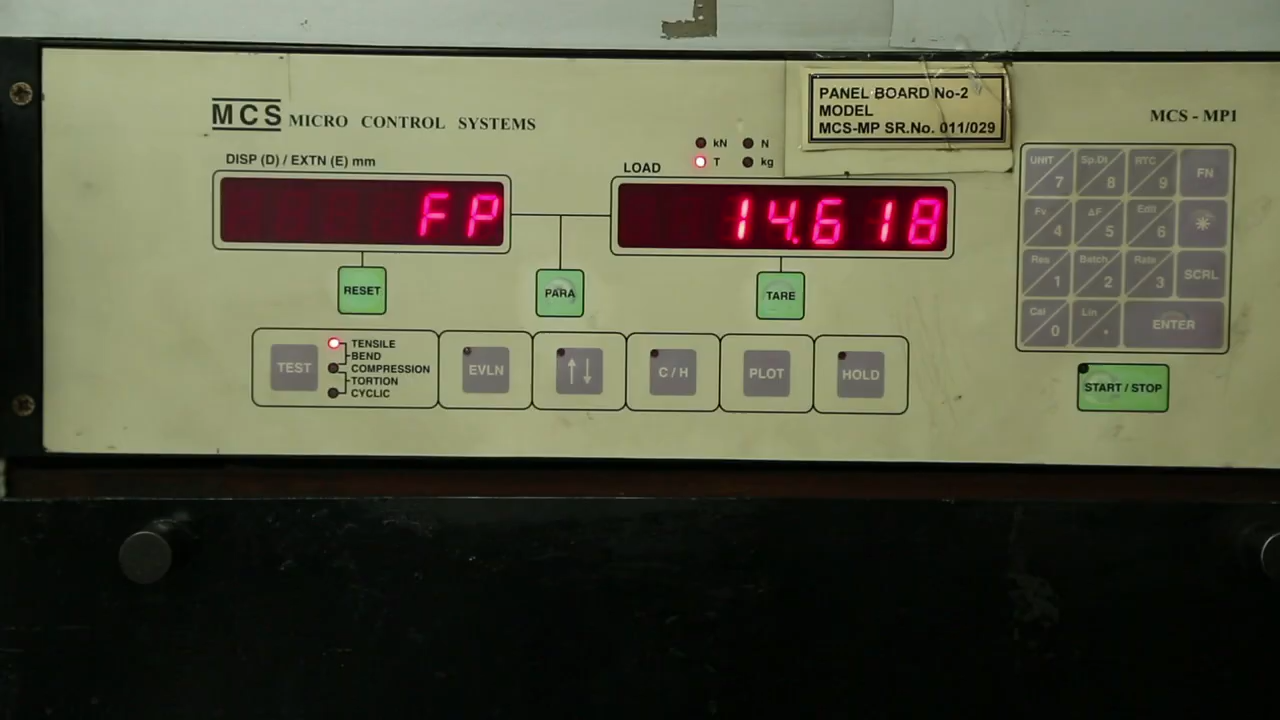 PANEL BOARD No-2
MODEL
MCS-MP SR.No. 011/029
MCS MICRO CONTROL SYSTEMS
MCS - MP1
kN N
T kg
DISP (D) / EXTN (E) mm
LOAD
FP
14.618
RESET
PARA
TARE
TEST
TENSILE
BEND
COMPRESSION
TORTION
CYCLIC
EVLN
↑↓
C / H
PLOT
HOLD
UNIT 7 Sp.Dt 8 RTC 9 FN
Fv 4 ΔF 5 Edit 6 *
Res 1 Batch 2 Rate 3 SCRL
Cal 0 Lin . ENTER
START / STOP